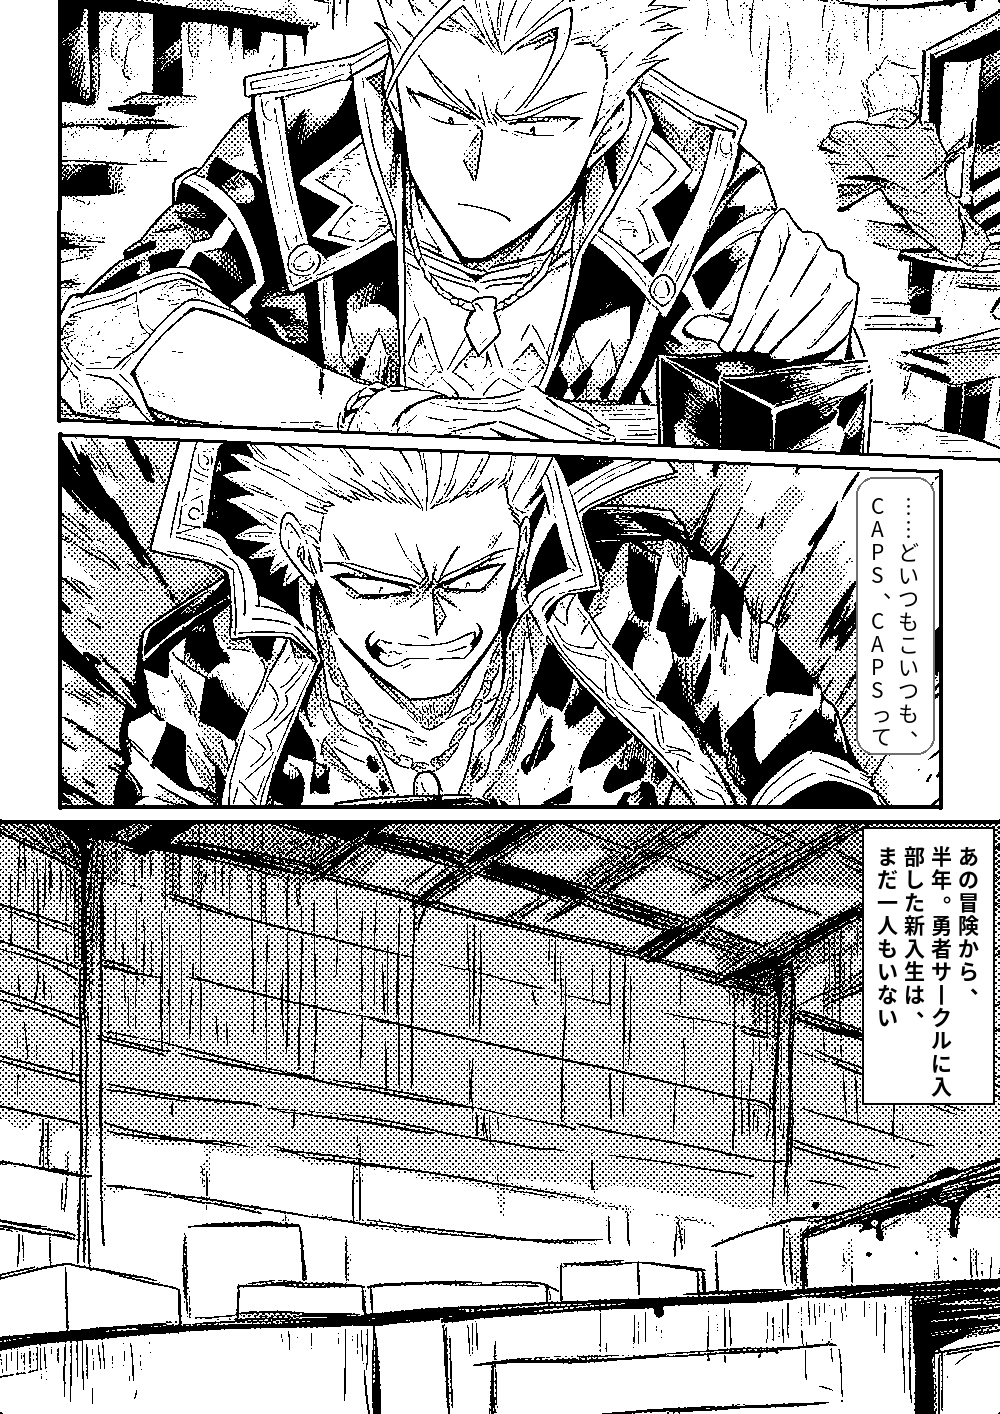 ……どいつもこいつも、
CAPS、CAPSって
あの冒険から、
半年。勇者サークルに入
部した新入生は、
まだ一人もいない